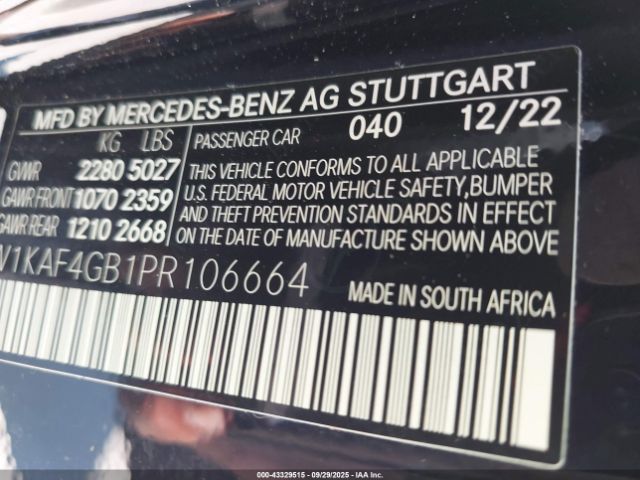 MFD BY MERCEDES-BENZ AG STUTTGART
KG LBS
GVWR 2280 5027
GAWR FRONT 1070 2359
GAWR REAR 1210 2668
PASSENGER CAR 040 12/22
THIS VEHICLE CONFORMS TO ALL APPLICABLE
U.S. FEDERAL MOTOR VEHICLE SAFETY, BUMPER
AND THEFT PREVENTION STANDARDS IN EFFECT
ON THE DATE OF MANUFACTURE SHOWN ABOVE.
W1KAF4GB1PR106664
MADE IN SOUTH AFRICA
000-43329515 - 09/29/2025 - IAA Inc.